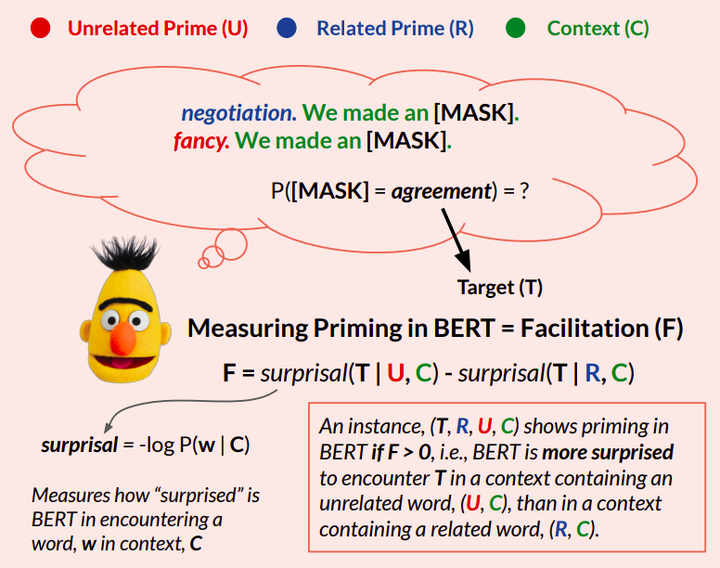 Unrelated Prime (U) Related Prime (R) Context (C)
negotiation. We made an [MASK].
fancy. We made an [MASK].
P([MASK] = agreement) = ?
Target (T)
Measuring Priming in BERT = Facilitation (F)
F = surprisal(T | U, C) - surprisal(T | R, C)
surprisal = -log P(w | C)
Measures how “surprised” is
BERT in encountering a
word, w in context, C
An instance, (T, R, U, C) shows priming in
BERT if F > 0, i.e., BERT is more surprised
to encounter T in a context containing an
unrelated word, (U, C), than in a context
containing a related word, (R, C).